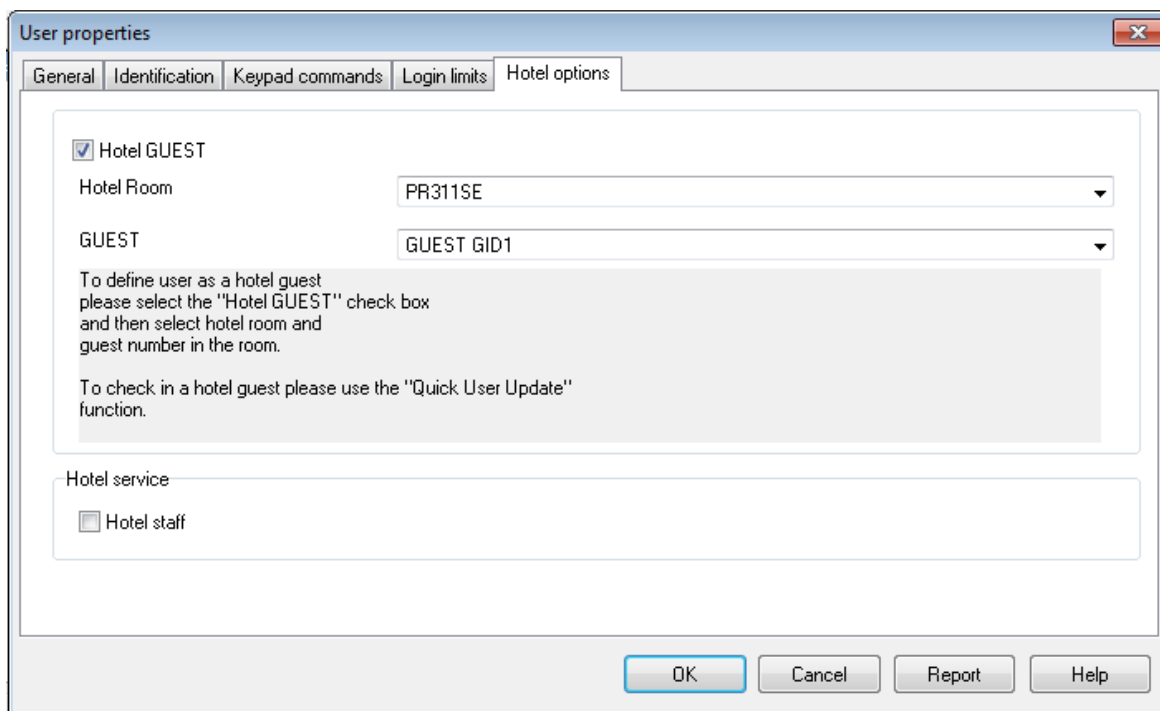 User properties
General Identification Keypad commands Login limits Hotel options
Hotel GUEST
Hotel Room PR311SE
GUEST GUEST GID1
To define user as a hotel guest
please select the "Hotel GUEST" check box
and then select hotel room and
guest number in the room.
To check in a hotel guest please use the "Quick User Update"
function.
Hotel service
Hotel staff
OK Cancel Report Help